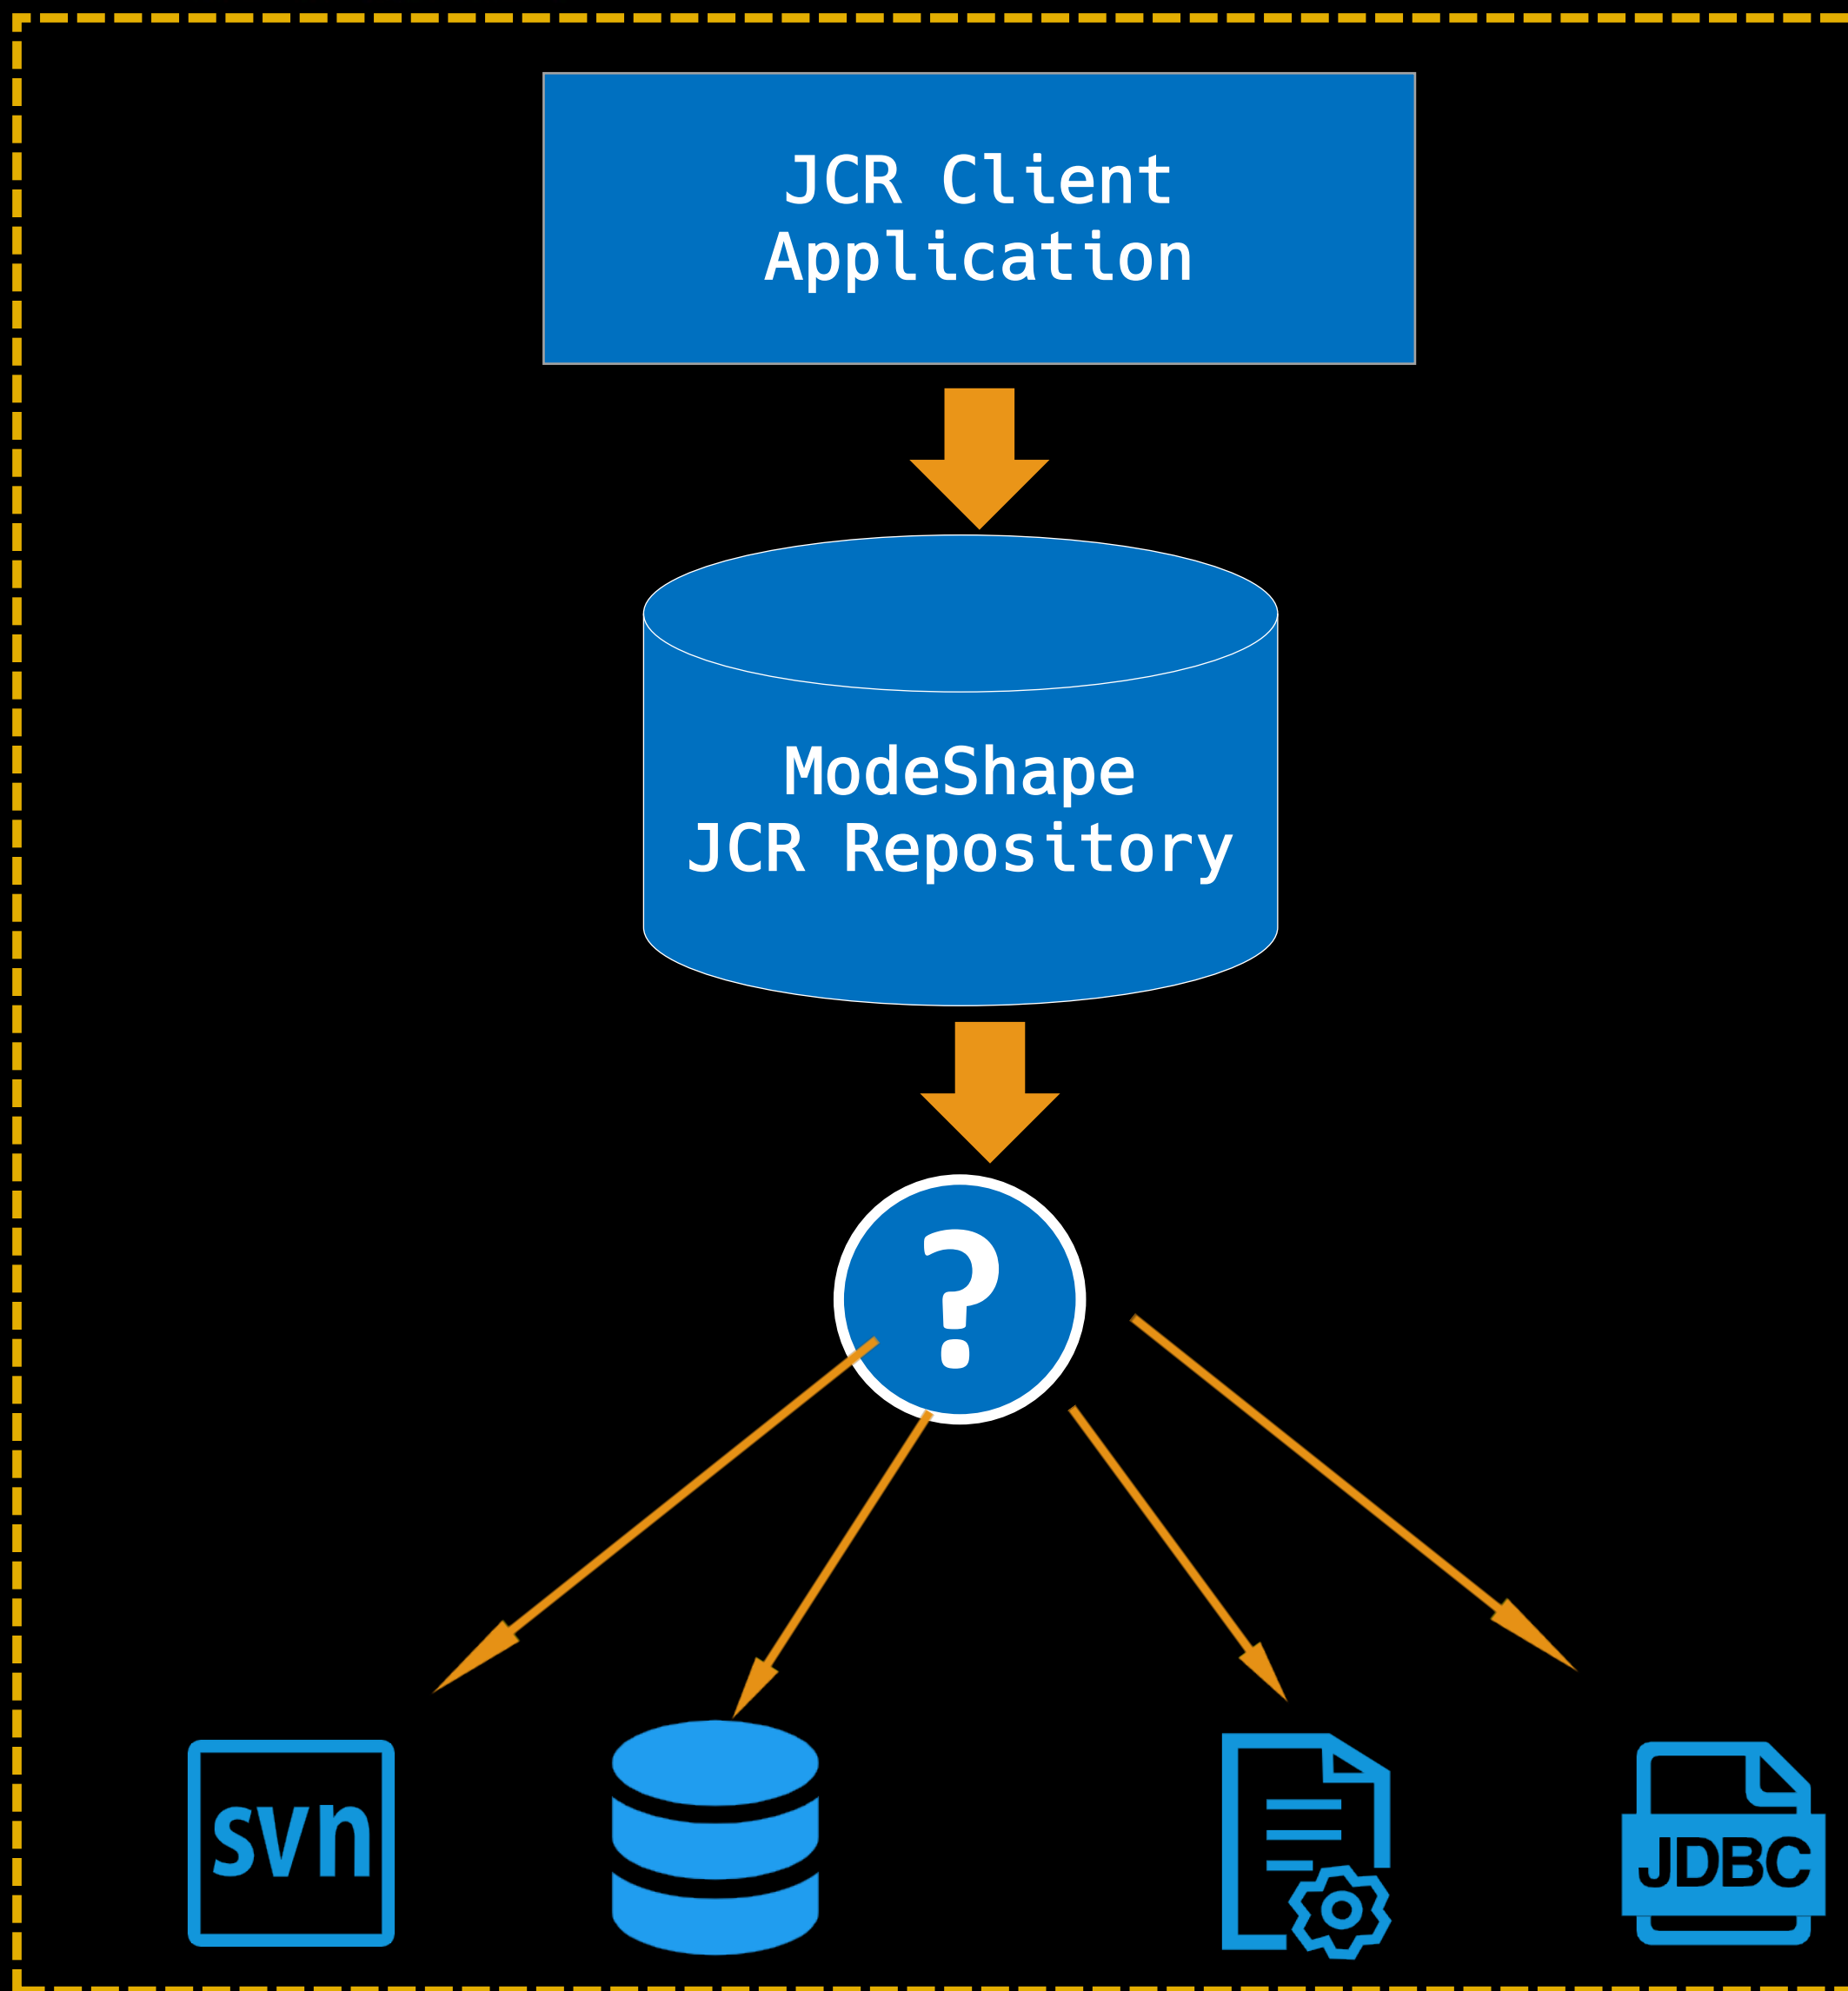 JCR Client
Application
ModeShape
JCR Repository
?
svn
JDBC